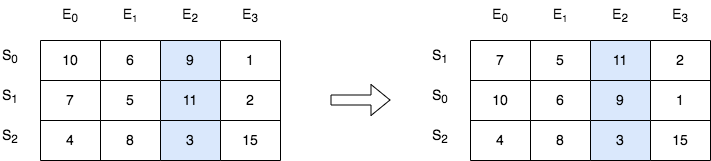 E₀ E₁ E₂ E₃ E₀ E₁ E₂ E₃
S₀ 10 6 9 1 S₁ 7 5 11 2
S₁ 7 5 11 2 S₀ 10 6 9 1
S₂ 4 8 3 15 S₂ 4 8 3 15